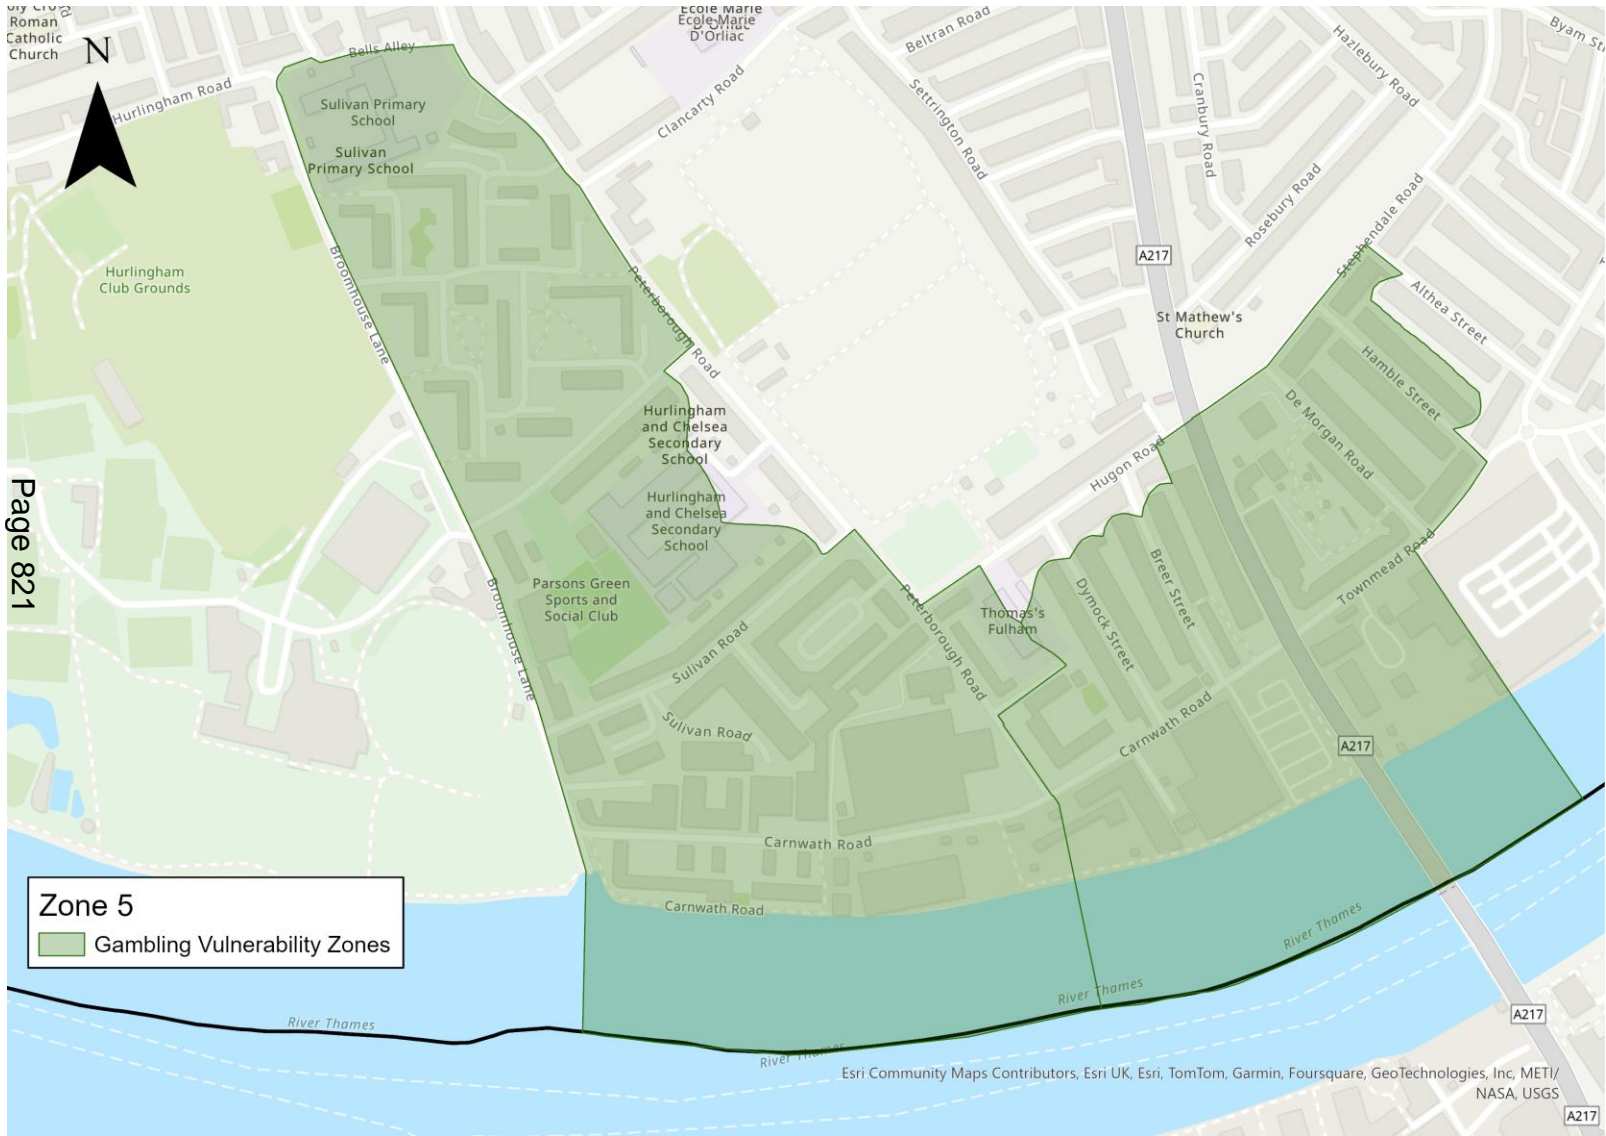 Roman
Catholic
Church
N
Bells Alley
Hurlingham Road
Ecole Marie
D'Orliac
Ecole Marie
D'Orliac
Beltran Road
Hazlebury Road
Clancarty Road
Settrington Road
Cranbury Road
Sulivan Primary
School
Sulivan
Primary School
Rosebury Road
Stephendale Road
Hurlingham
Club Grounds
Broomhouse Lane
Peterborough Road
A217
St Mathew's
Church
Althea Street
Hamble Street
De Morgan Road
Hurlingham
and Chelsea
Secondary
School
Hugon Road
Page 821
Hurlingham
and Chelsea
Secondary
School
Parsons Green
Sports and
Social Club
Broomhouse Lane
Peterborough Road
Thomas's
Fulham
Dymock Street
Breer Street
Townmead Road
Sulivan Road
Sulivan Road
Carnwath Road
A217
Carnwath Road
Carnwath Road
Zone 5
Gambling Vulnerability Zones
River Thames
River Thames
River Thames
River Thames
A217
Esri Community Maps Contributors, Esri UK, Esri, TomTom, Garmin, Foursquare, GeoTechnologies, Inc, METI/
NASA, USGS
A217